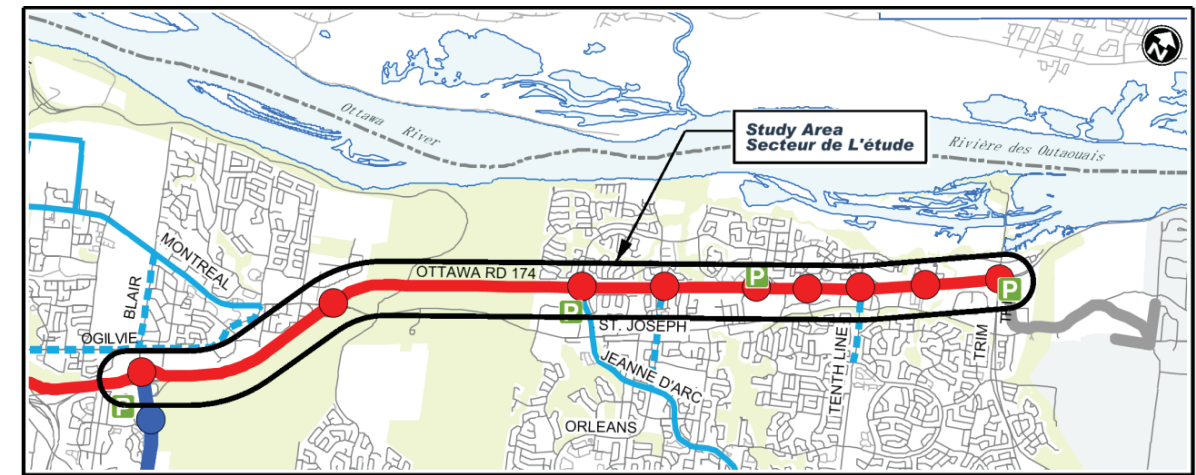 Ottawa River
Study Area
Secteur de L'étude
Rivière des Outaouais
N
MONTREAL
BLAIR
OGILVIE
OTTAWA RD 174
P
P
P
P
ST. JOSEPH
JEANNE D'ARC
ORLEANS
TENTH LINE
TRIM